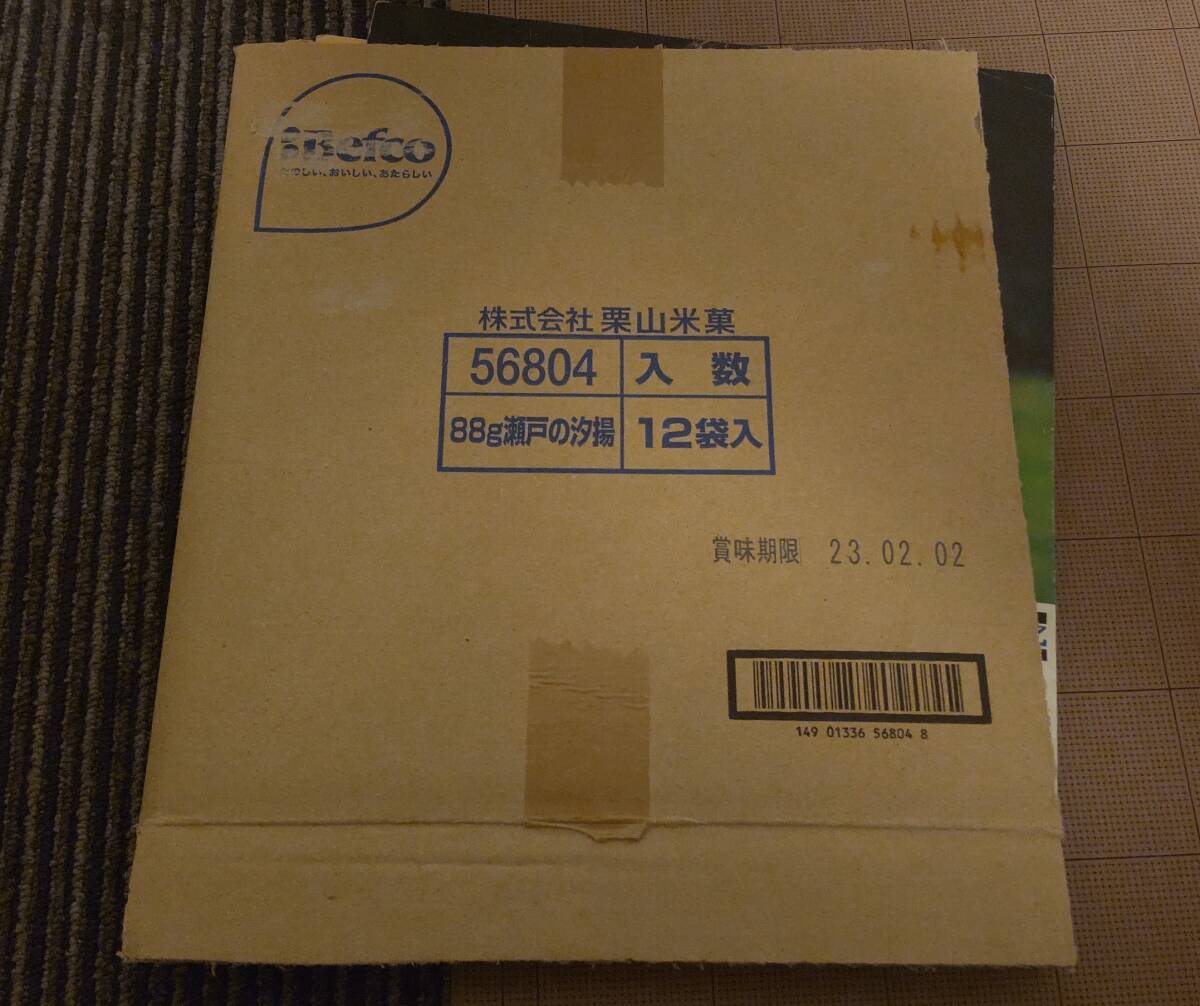 Befco
たのしい、おいしい、あたらしい
株式会社 栗山米菓
56804 入数
88g瀬戸の汐揚 12袋入
賞味期限 23.02.02
149 01336 56804 8